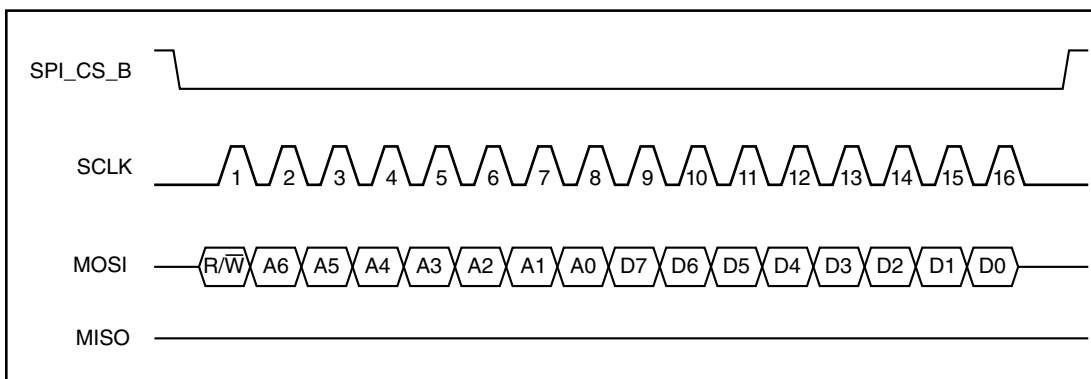 SPI_CS_B
SCLK 1 2 3 4 5 6 7 8 9 10 11 12 13 14 15 16
MOSI R/W̅ A6 A5 A4 A3 A2 A1 A0 D7 D6 D5 D4 D3 D2 D1 D0
MISO